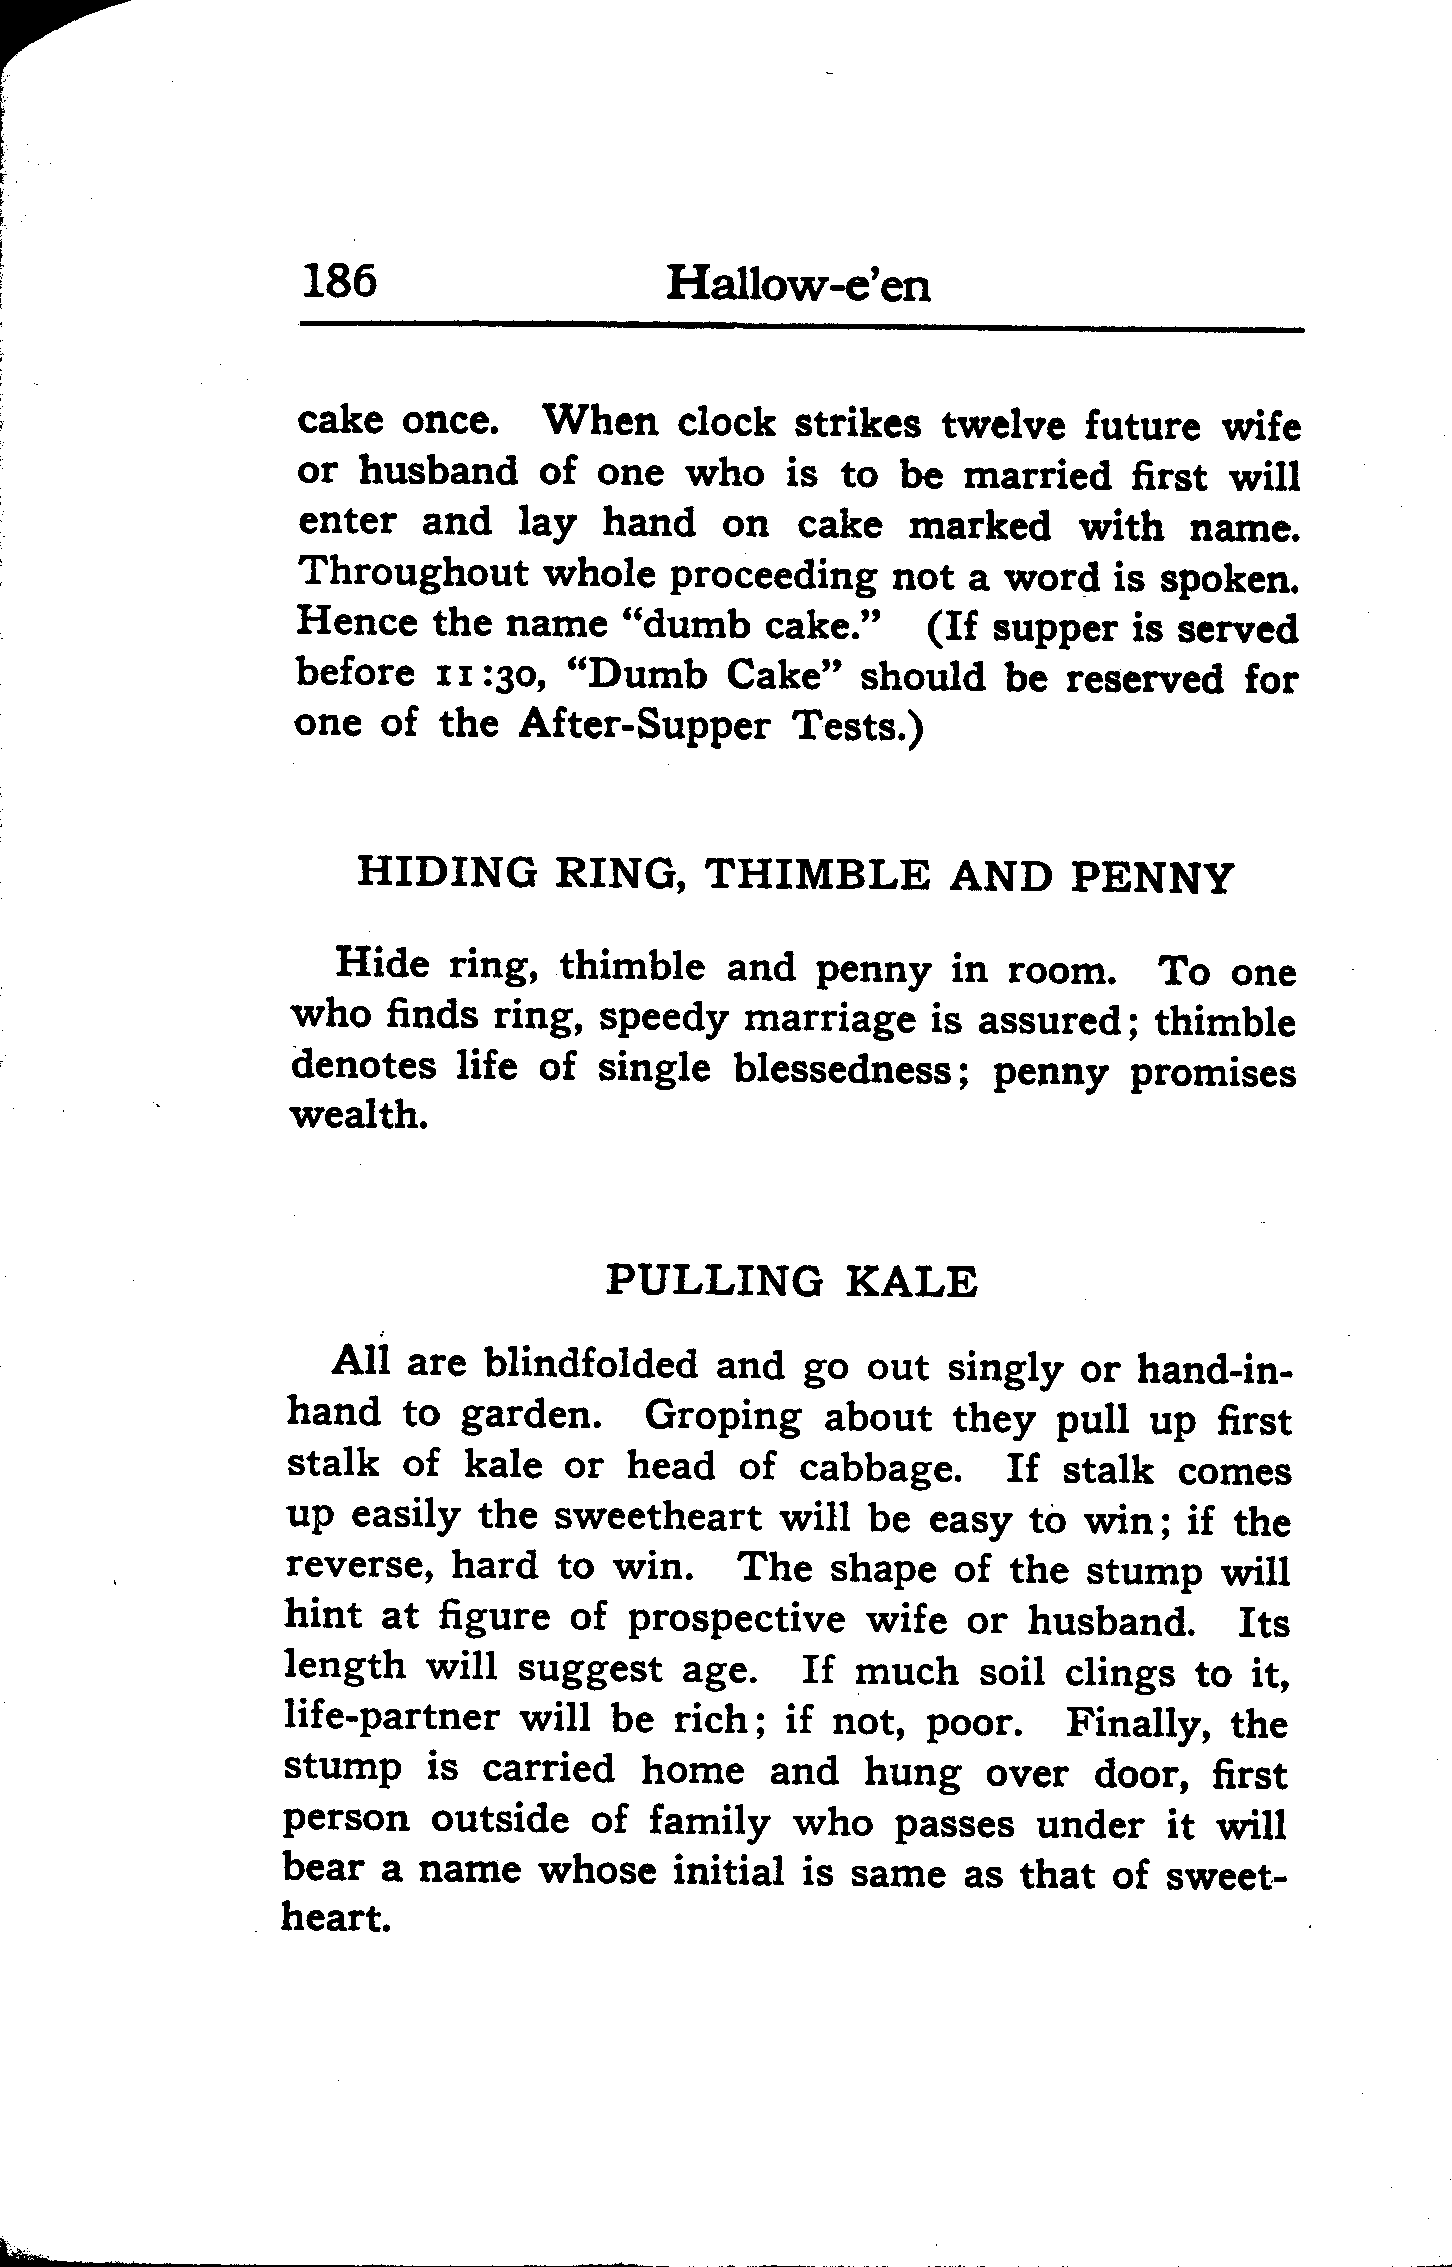 186 Hallow-e'en
cake once. When clock strikes twelve future wife
or husband of one who is to be married first will
enter and lay hand on cake marked with name.
Throughout whole proceeding not a word is spoken.
Hence the name “dumb cake.” (If supper is served
before 11:30, “Dumb Cake” should be reserved for
one of the After-Supper Tests.)
HIDING RING, THIMBLE AND PENNY
Hide ring, thimble and penny in room. To one
who finds ring, speedy marriage is assured; thimble
denotes life of single blessedness; penny promises
wealth.
PULLING KALE
All are blindfolded and go out singly or hand-in-
hand to garden. Groping about they pull up first
stalk of kale or head of cabbage. If stalk comes
up easily the sweetheart will be easy to win; if the
reverse, hard to win. The shape of the stump will
hint at figure of prospective wife or husband. Its
length will suggest age. If much soil clings to it,
life-partner will be rich; if not, poor. Finally, the
stump is carried home and hung over door, first
person outside of family who passes under it will
bear a name whose initial is same as that of sweet-
heart.